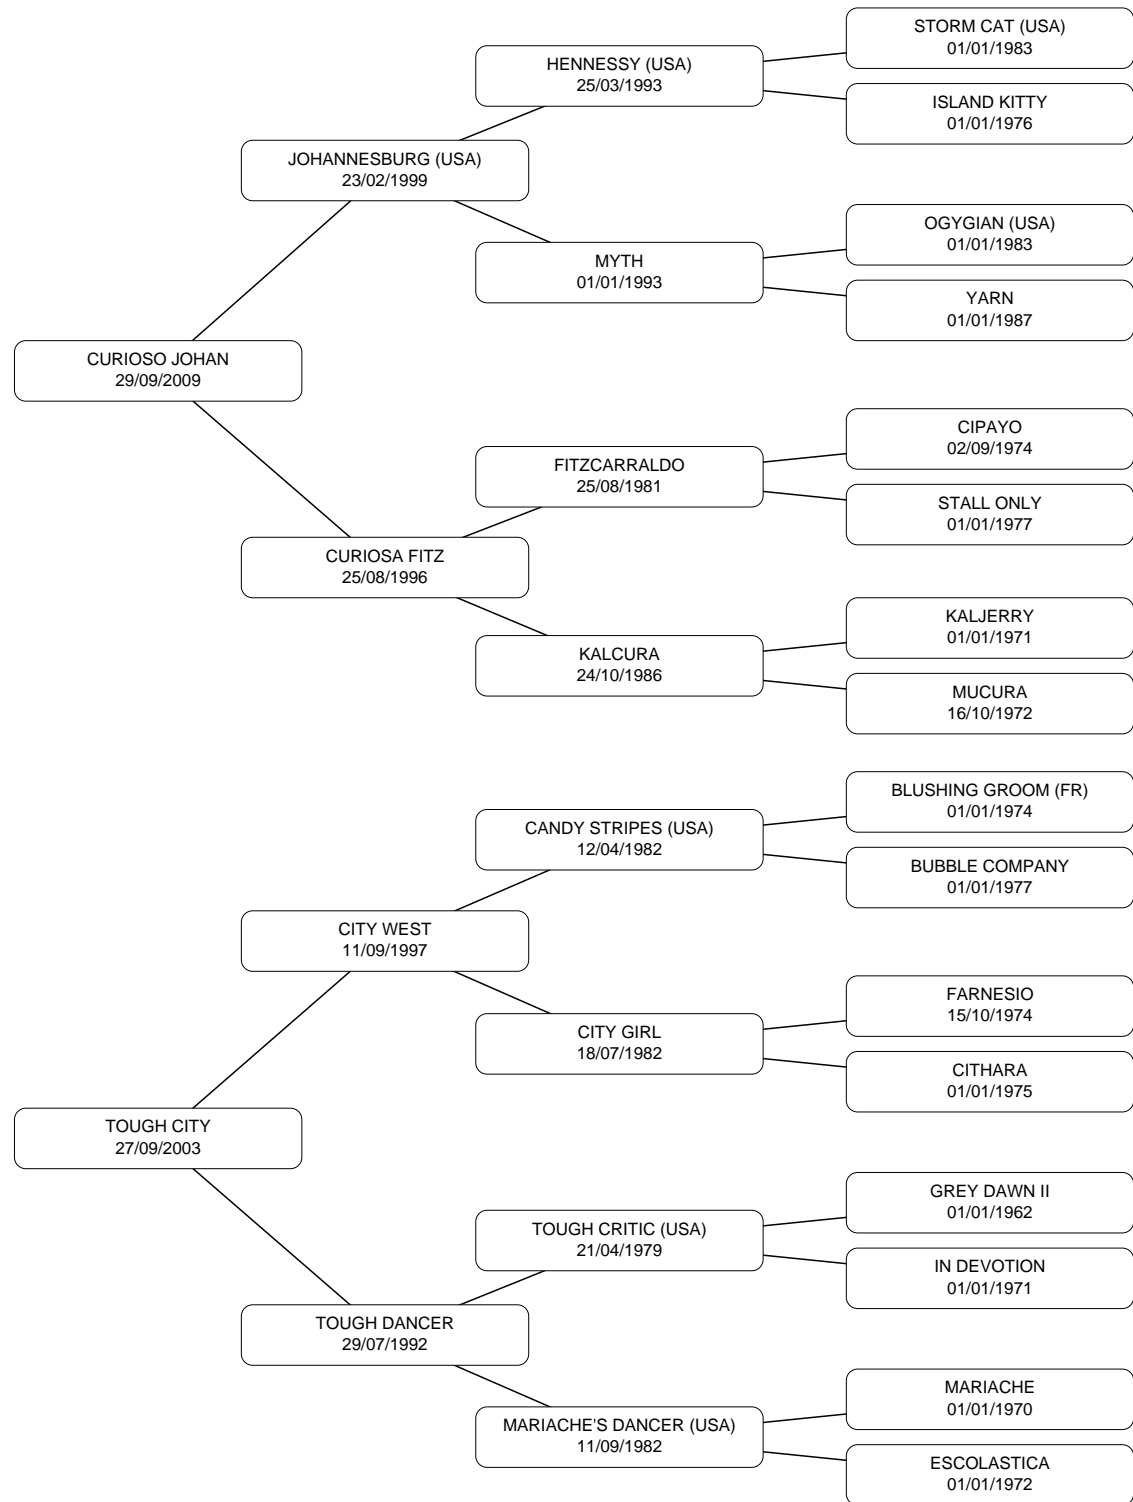 STORM CAT (USA)
01/01/1983
HENNESSY (USA)
25/03/1993
ISLAND KITTY
01/01/1976
JOHANNESBURG (USA)
23/02/1999
OGYGIAN (USA)
01/01/1983
MYTH
01/01/1993
YARN
01/01/1987
CURIOSO JOHAN
29/09/2009
CIPAYO
02/09/1974
FITZCARRALDO
25/08/1981
STALL ONLY
01/01/1977
CURIOSA FITZ
25/08/1996
KALJERRY
01/01/1971
KALCURA
24/10/1986
MUCURA
16/10/1972
BLUSHING GROOM (FR)
01/01/1974
CANDY STRIPES (USA)
12/04/1982
BUBBLE COMPANY
01/01/1977
CITY WEST
11/09/1997
FARNESIO
15/10/1974
CITY GIRL
18/07/1982
CITHARA
01/01/1975
TOUGH CITY
27/09/2003
GREY DAWN II
01/01/1962
TOUGH CRITIC (USA)
21/04/1979
IN DEVOTION
01/01/1971
TOUGH DANCER
29/07/1992
MARIACHE
01/01/1970
MARIACHE'S DANCER (USA)
11/09/1982
ESCOLASTICA
01/01/1972